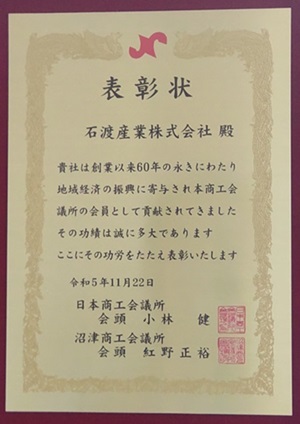 表彰状
石渡産業株式会社 殿
貴社は創業以来60年の永きにわたり
地域経済の振興に寄与され本商工会
議所の会員として貢献されてきました
その功績は誠に多大であります
ここにその功労をたたえ表彰いたします
令和5年11月22日
日本商工会議所
会頭 小林 健
沼津商工会議所
会頭 紅野正裕